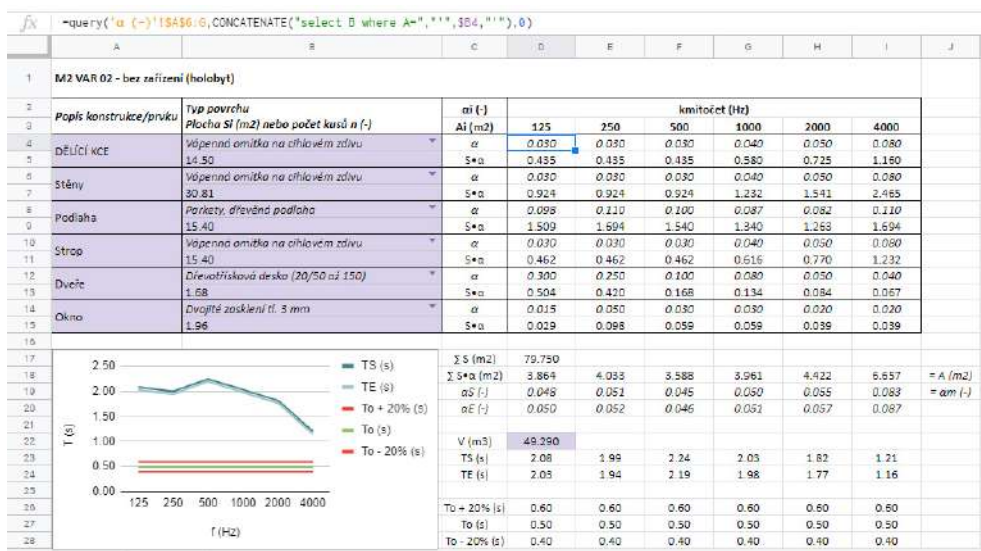 fx =query('α (-)'!$A$6:G,CONCATENATE("select B where A=","'",$B4,"'"),0)
A B C D E F G H I J
1 M2 VAR 02 - bez zařízení (holobyt)
2 Popis konstrukce/prvku Typ povrchu αi (-) kmitočet (Hz)
3 Plocha Si (m2) nebo počet kusů n (-) Ai (m2) 125 250 500 1000 2000 4000
4 DĚLÍCÍ KCE Vápenná omítka na cihlovém zdivu α 0.030 0.030 0.030 0.040 0.050 0.080
5 14.50 S•α 0.435 0.435 0.435 0.580 0.725 1.160
6 Stěny Vápenná omítka na cihlovém zdivu α 0.030 0.030 0.030 0.040 0.050 0.080
7 30.81 S•α 0.924 0.924 0.924 1.232 1.541 2.465
8 Podlaha Parkety, dřevěná podlaha α 0.098 0.110 0.100 0.087 0.082 0.110
9 15.40 S•α 1.509 1.694 1.540 1.340 1.263 1.694
10 Strop Vápenná omítka na cihlovém zdivu α 0.030 0.030 0.030 0.040 0.050 0.080
11 15.40 S•α 0.462 0.462 0.462 0.616 0.770 1.232
12 Dveře Dřevotřísková deska (20/50 až 150) α 0.300 0.250 0.100 0.080 0.050 0.040
13 1.68 S•α 0.504 0.420 0.168 0.134 0.084 0.067
14 Okno Dvojité zasklení tl. 3 mm α 0.015 0.050 0.030 0.030 0.020 0.020
15 1.96 S•α 0.029 0.098 0.059 0.059 0.039 0.039
16
17 ∑ S (m2) 79.750
18 ∑ S•α (m2) 3.864 4.033 3.588 3.961 4.422 6.657 = A (m2)
19 αS (-) 0.048 0.051 0.045 0.050 0.055 0.083 = αm (-)
20 αE (-) 0.050 0.052 0.046 0.051 0.057 0.087
21
22 V (m3) 49.290
23 TS (s) 2.08 1.99 2.24 2.03 1.82 1.21
24 TE (s) 2.03 1.94 2.19 1.98 1.77 1.16
25
26 To + 20% (s) 0.60 0.60 0.60 0.60 0.60 0.60
27 To (s) 0.50 0.50 0.50 0.50 0.50 0.50
28 To - 20% (s) 0.40 0.40 0.40 0.40 0.40 0.40
T (s)
2.50
2.00
1.50
1.00
0.50
0.00
125 250 500 1000 2000 4000
f (Hz)
TS (s)
TE (s)
To + 20% (s)
To (s)
To - 20% (s)